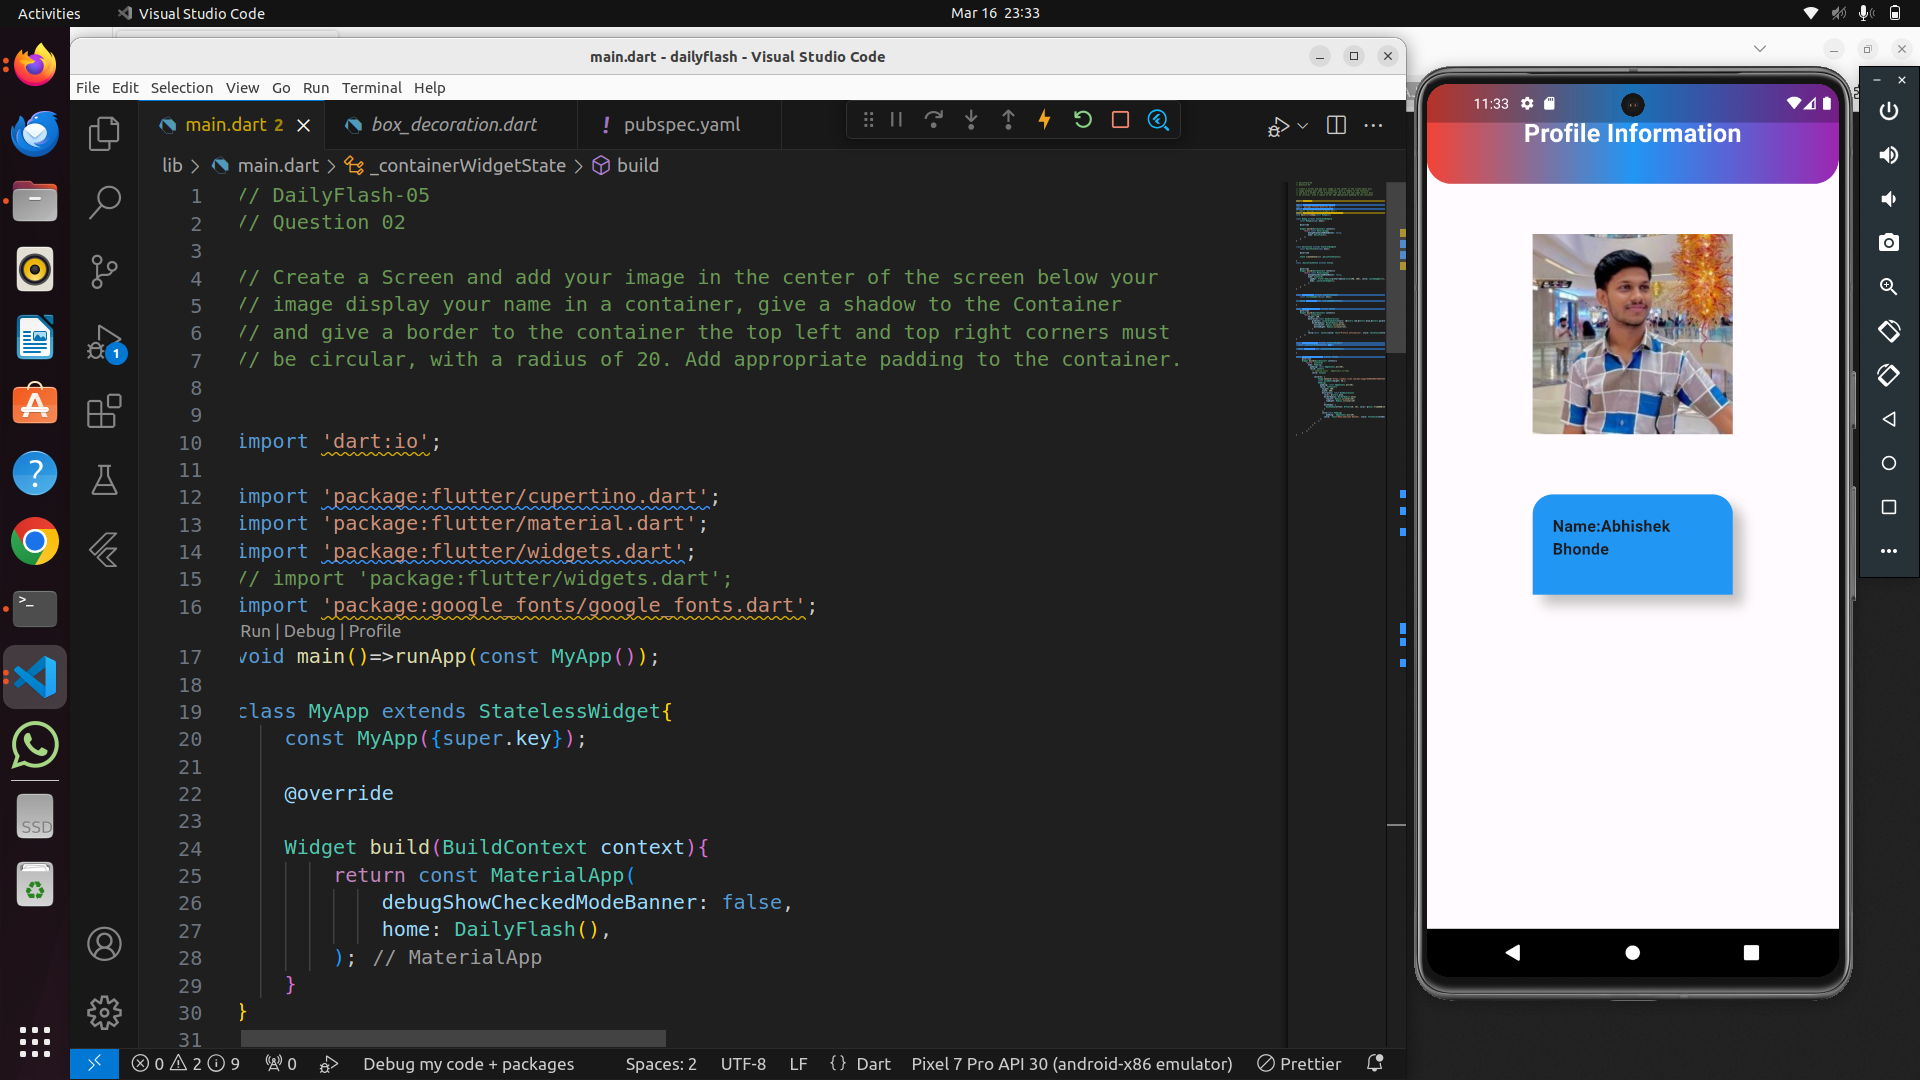 Activities
Visual Studio Code
Mar 16 23:33
main.dart - dailyflash - Visual Studio Code
File Edit Selection View Go Run Terminal Help
main.dart 2
box_decoration.dart
! pubspec.yaml
lib > main.dart > _containerWidgetState > build
1 // DailyFlash-05
2 // Question 02
3
4 // Create a Screen and add your image in the center of the screen below your
5 // image display your name in a container, give a shadow to the Container
6 // and give a border to the container the top left and top right corners must
7 // be circular, with a radius of 20. Add appropriate padding to the container.
8
9
10 import 'dart:io';
11
12 import 'package:flutter/cupertino.dart';
13 import 'package:flutter/material.dart';
14 import 'package:flutter/widgets.dart';
15 // import 'package:flutter/widgets.dart';
16 import 'package:google_fonts/google_fonts.dart';
Run | Debug | Profile
17 void main()=>runApp(const MyApp());
18
19 class MyApp extends StatelessWidget{
20 const MyApp({super.key});
21
22 @override
23
24 Widget build(BuildContext context){
25 return const MaterialApp(
26 debugShowCheckedModeBanner: false,
27 home: DailyFlash(),
28 ); // MaterialApp
29 }
30 }
31
1
SSD
0 2 9 0 Debug my code + packages Spaces: 2 UTF-8 LF {} Dart Pixel 7 Pro API 30 (android-x86 emulator) Prettier
11:33
Profile Information
Name:Abhishek
Bhonde